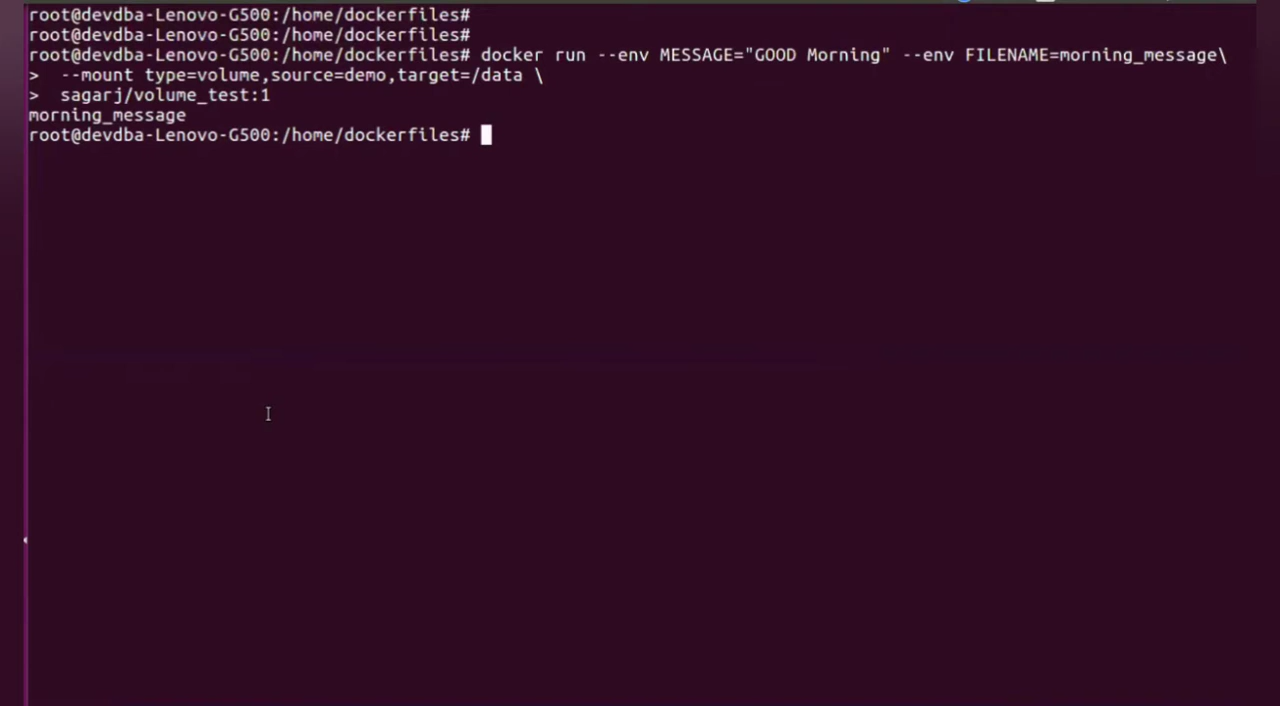 root@devdba-Lenovo-G500:/home/dockerfiles#
root@devdba-Lenovo-G500:/home/dockerfiles#
root@devdba-Lenovo-G500:/home/dockerfiles# docker run --env MESSAGE="GOOD Morning" --env FILENAME=morning_message\
>  --mount type=volume,source=demo,target=/data \
>  sagarj/volume_test:1
morning_message
root@devdba-Lenovo-G500:/home/dockerfiles#